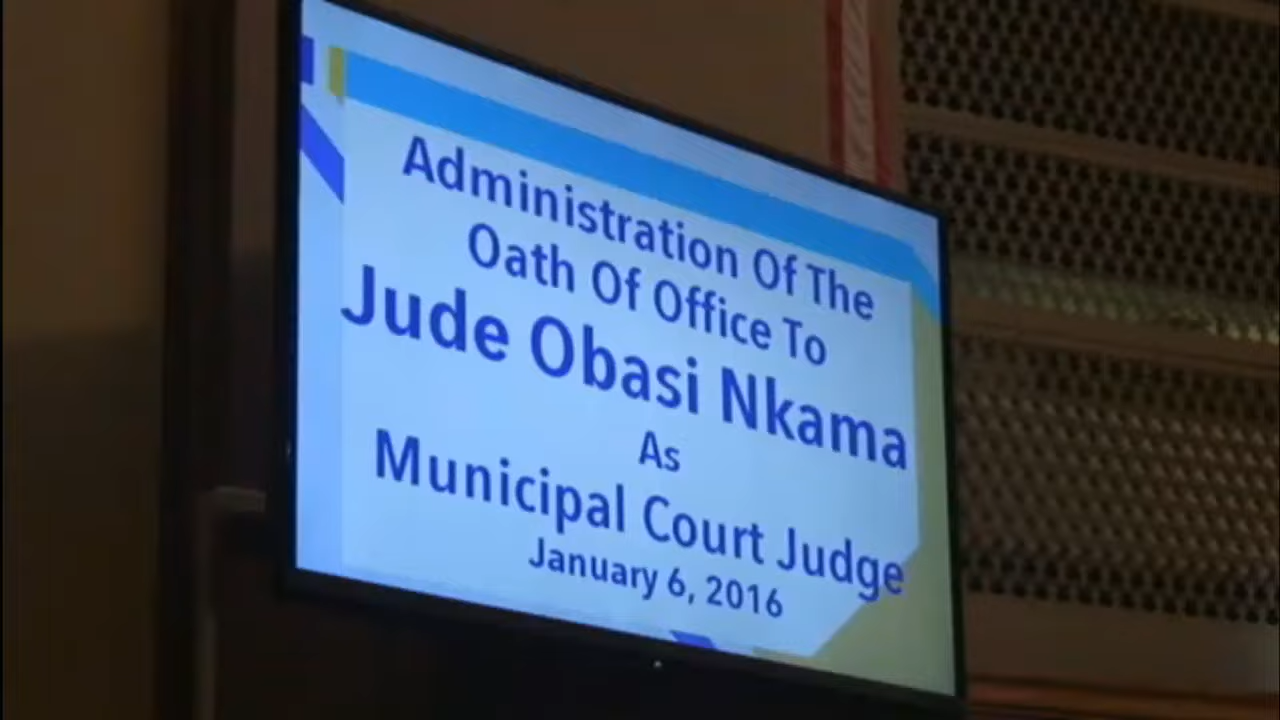 Administration Of The
Oath Of Office To
Jude Obasi Nkama
As
Municipal Court Judge
January 6, 2016